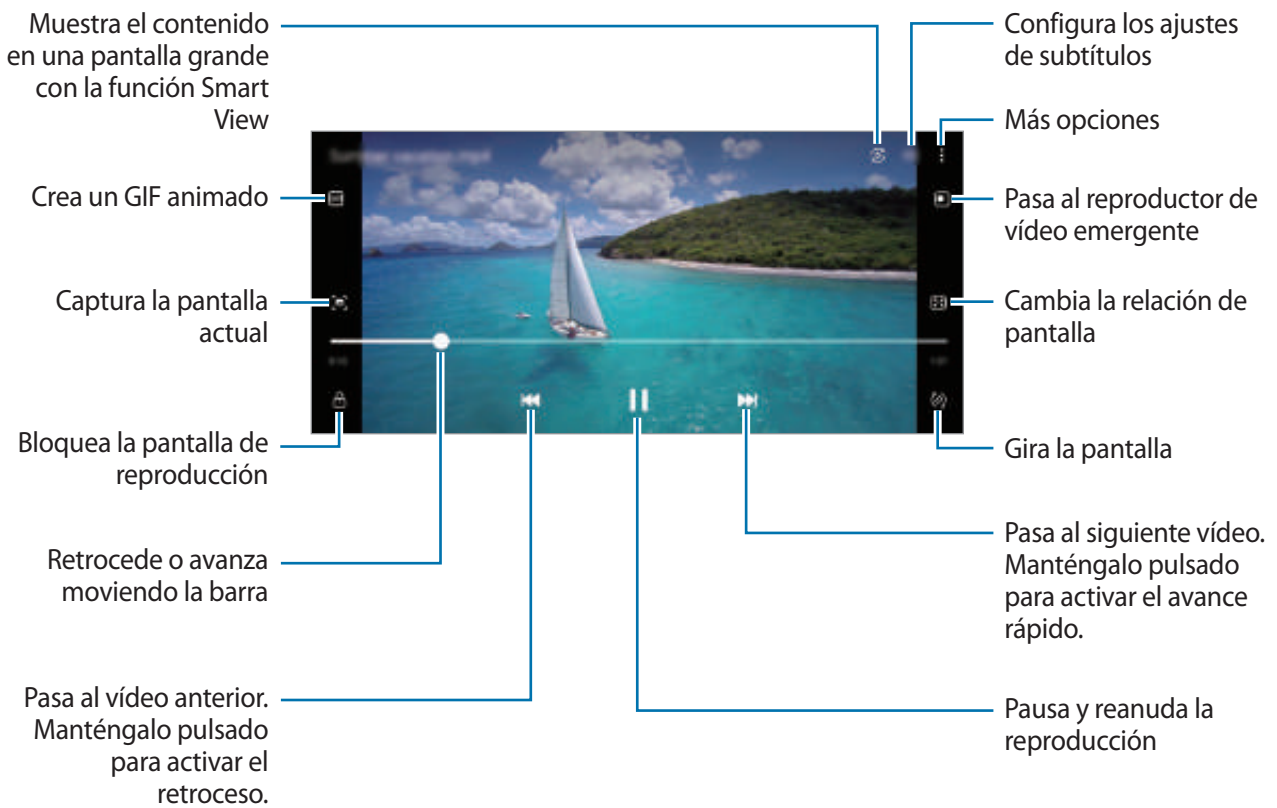 Muestra el contenido
en una pantalla grande
con la función Smart
View
Crea un GIF animado
Captura la pantalla
actual
Bloquea la pantalla de
reproducción
Retrocede o avanza
moviendo la barra
Pasa al vídeo anterior.
Manténgalo pulsado
para activar el
retroceso.
Configura los ajustes
de subtítulos
Más opciones
Pasa al reproductor de
vídeo emergente
Cambia la relación de
pantalla
Gira la pantalla
Pasa al siguiente vídeo.
Manténgalo pulsado
para activar el avance
rápido.
Pausa y reanuda la
reproducción